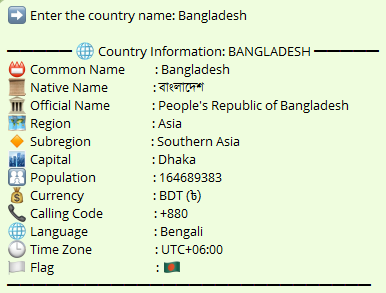 ➡️ Enter the country name: Bangladesh
🌐 Country Information: BANGLADESH
📛 Common Name : Bangladesh
📜 Native Name : বাংলাদেশ
🏛️ Official Name : People's Republic of Bangladesh
🗺️ Region : Asia
🔸 Subregion : Southern Asia
🏙️ Capital : Dhaka
🚻 Population : 164689383
💰 Currency : BDT (৳)
📞 Calling Code : +880
🌐 Language : Bengali
🕒 Time Zone : UTC+06:00
🏳️ Flag : 🇧🇩